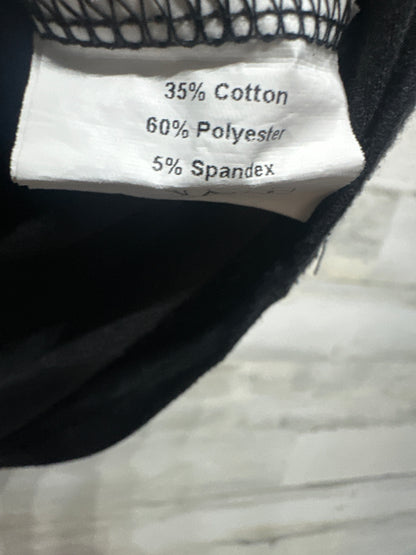 35% Cotton
60% Polyester
5% Spandex